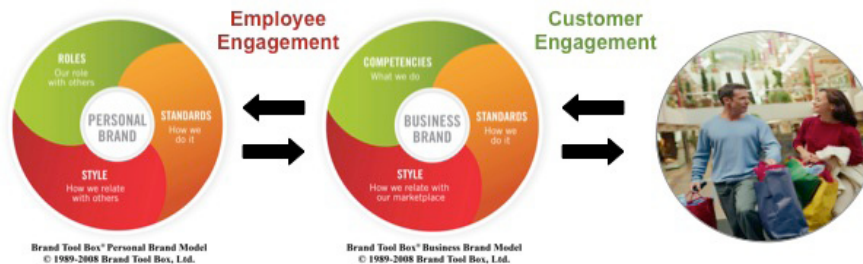 Employee
Engagement
Customer
Engagement
ROLES
Our role
with others
PERSONAL
BRAND
STANDARDS
How we
do it
STYLE
How we relate
with others
COMPETENCIES
What we do
BUSINESS
BRAND
STANDARDS
How we
do it
STYLE
How we relate with
our marketplace
Brand Tool Box® Personal Brand Model
© 1989-2008 Brand Tool Box, Ltd.
Brand Tool Box® Business Brand Model
© 1989-2008 Brand Tool Box, Ltd.